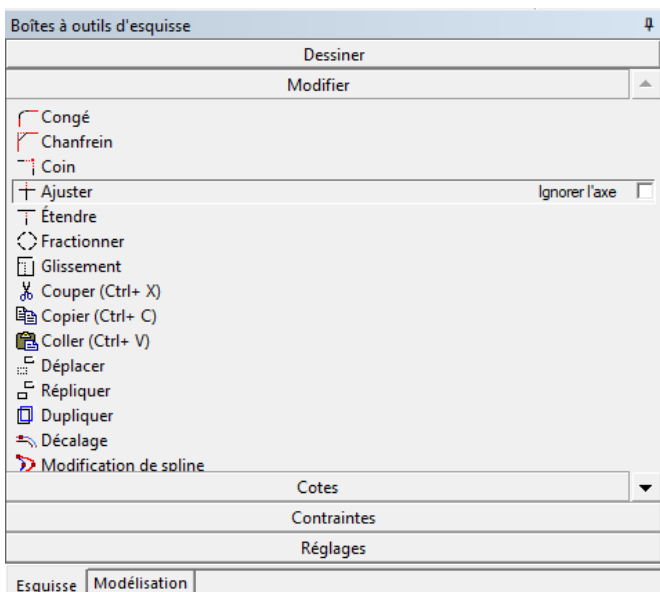 Boîtes à outils d'esquisse
Dessiner
Modifier
Congé
Chanfrein
Coin
Ajuster Ignorer l'axe
Étendre
Fractionner
Glissement
Couper (Ctrl+ X)
Copier (Ctrl+ C)
Coller (Ctrl+ V)
Déplacer
Répliquer
Dupliquer
Décalage
Modification de spline
Cotes
Contraintes
Réglages
Esquisse Modélisation